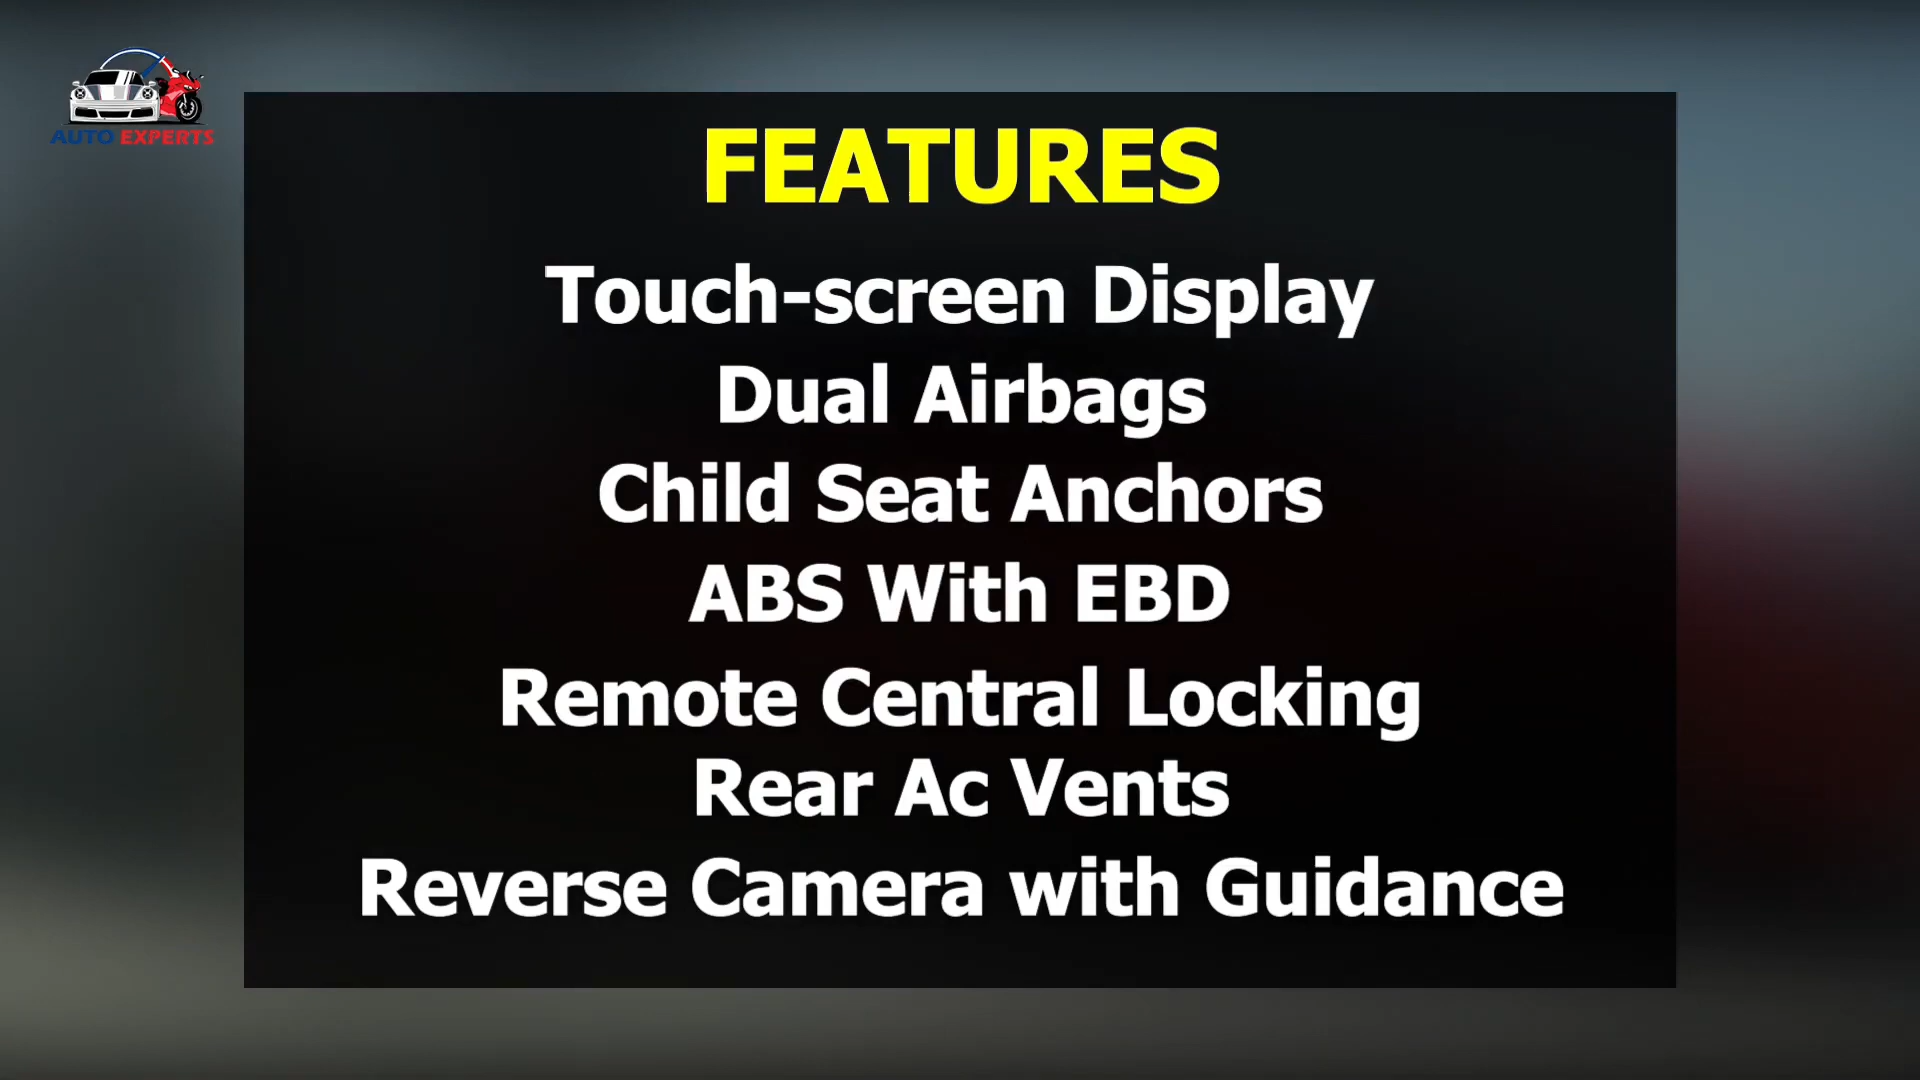 AUTO EXPERTS
FEATURES
Touch-screen Display
Dual Airbags
Child Seat Anchors
ABS With EBD
Remote Central Locking
Rear Ac Vents
Reverse Camera with Guidance